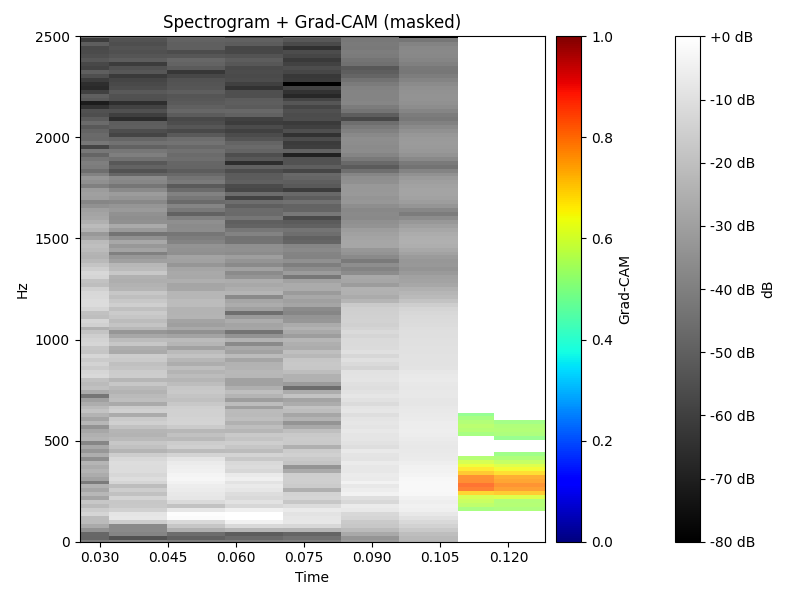 Spectrogram + Grad-CAM (masked)
2500
2000
1500
1000
500
0
Hz
0.030 0.045 0.060 0.075 0.090 0.105 0.120
Time
1.0
0.8
0.6
0.4
0.2
0.0
Grad-CAM
+0 dB
-10 dB
-20 dB
-30 dB
-40 dB
-50 dB
-60 dB
-70 dB
-80 dB
dB